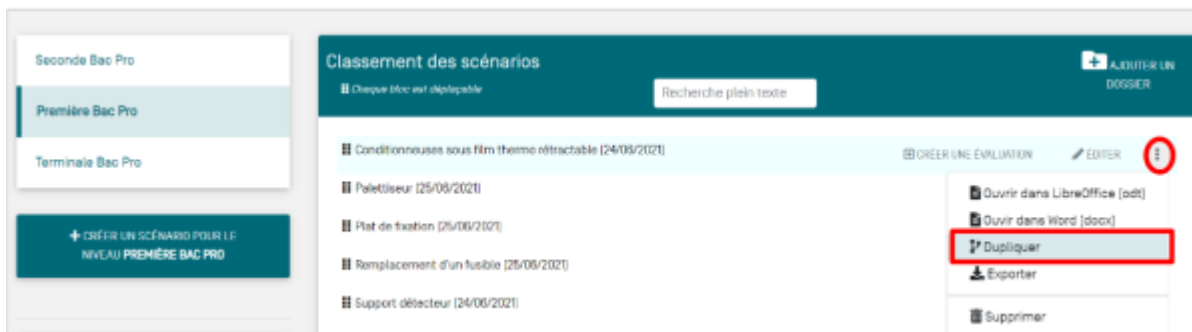 Seconde Bac Pro
Première Bac Pro
Terminale Bac Pro
+ CRÉER UN SCÉNARIO POUR LE
NIVEAU PREMIÈRE BAC PRO
Classement des scénarios
Chaque bloc est déplaçable
Recherche plein texte
AJOUTER UN
DOSSIER
Conditionneuses sous film thermo rétractable (24/06/2021)
CRÉER UNE ÉVALUATION
EDITER
Palettiseur (25/06/2021)
Plat de fixation (25/06/2021)
Remplacement d'un fusible (25/06/2021)
Support détecteur (24/06/2021)
Ouvrir dans LibreOffice (odt)
Ouvir dans Word (docx)
Dupliquer
Exporter
Supprimer